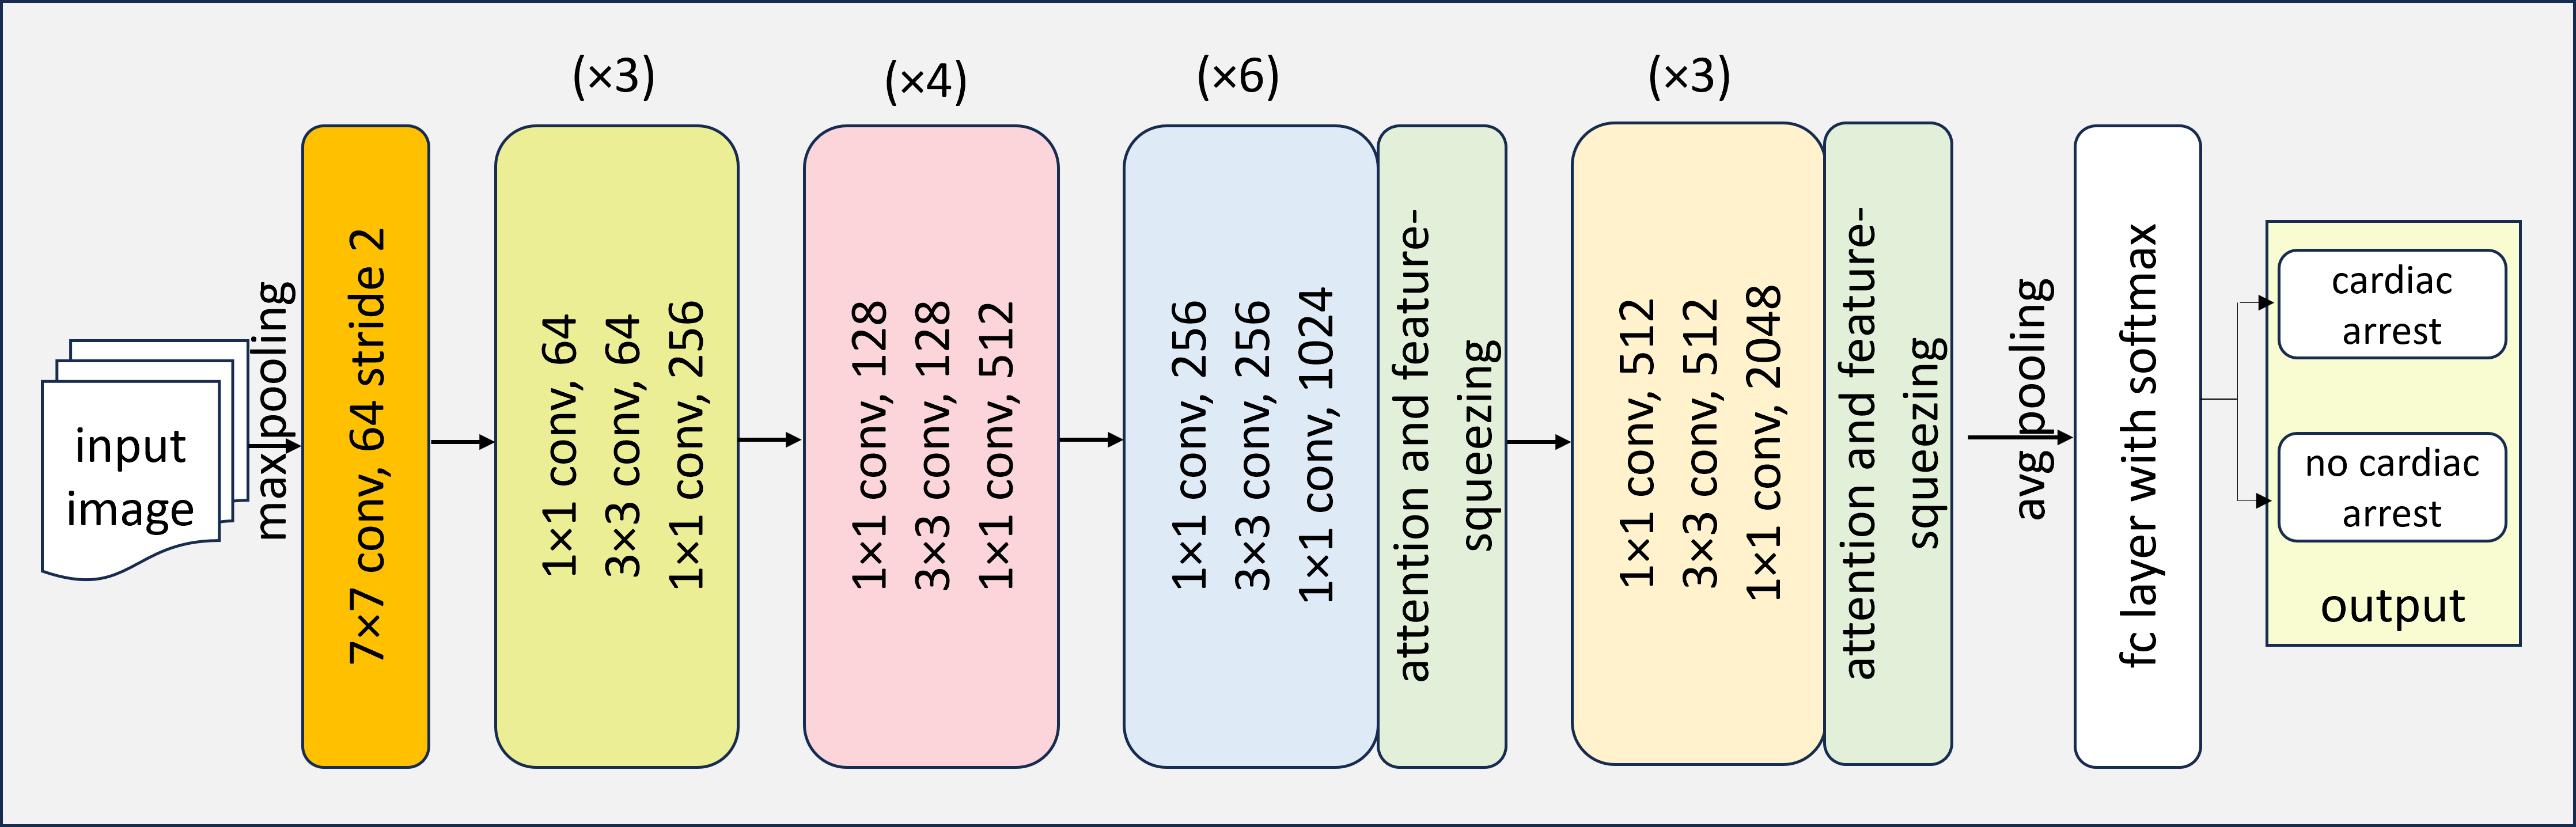 (×3)
(×4)
(×6)
(×3)
input
image
maxpooling
7×7 conv, 64 stride 2
1×1 conv, 64
3×3 conv, 64
1×1 conv, 256
1×1 conv, 128
3×3 conv, 128
1×1 conv, 512
1×1 conv, 256
3×3 conv, 256
1×1 conv, 1024
attention and feature-
squeezing
1×1 conv, 512
3×3 conv, 512
1×1 conv, 2048
attention and feature-
squeezing
avg pooling
fc layer with softmax
cardiac
arrest
no cardiac
arrest
output